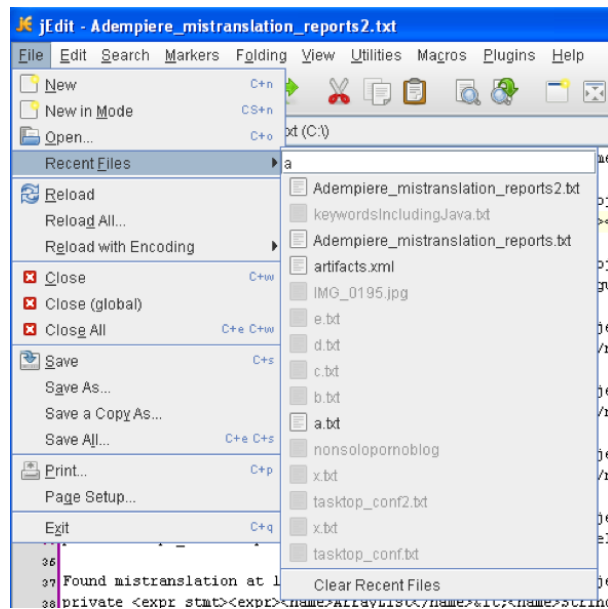 jEdit - Adempiere_mistranslation_reports2.txt
File Edit Search Markers Folding View Utilities Macros Plugins Help
New C+n
New in Mode CS+n
Open... C+o
xt (C:\)
Recent Files
a
Adempiere_mistranslation_reports2.txt
keywordsIncludingJava.txt
Adempiere_mistranslation_reports.txt
artifacts.xml
IMG_0195.jpg
e.txt
d.txt
c.txt
b.txt
a.txt
nonsolopornoblog
x.txt
tasktop_conf2.txt
x.txt
tasktop_conf.txt
Clear Recent Files
Reload
Reload All...
Reload with Encoding
Close C+w
Close (global)
Close All C+e C+w
Save C+s
Save As...
Save a Copy As...
Save All... C+e C+s
Print... C+p
Page Setup...
Exit C+q
36
37 Found mistranslation at l
38 private <expr_stmt><expr><name>ArrayList</name>&lt;<name>String